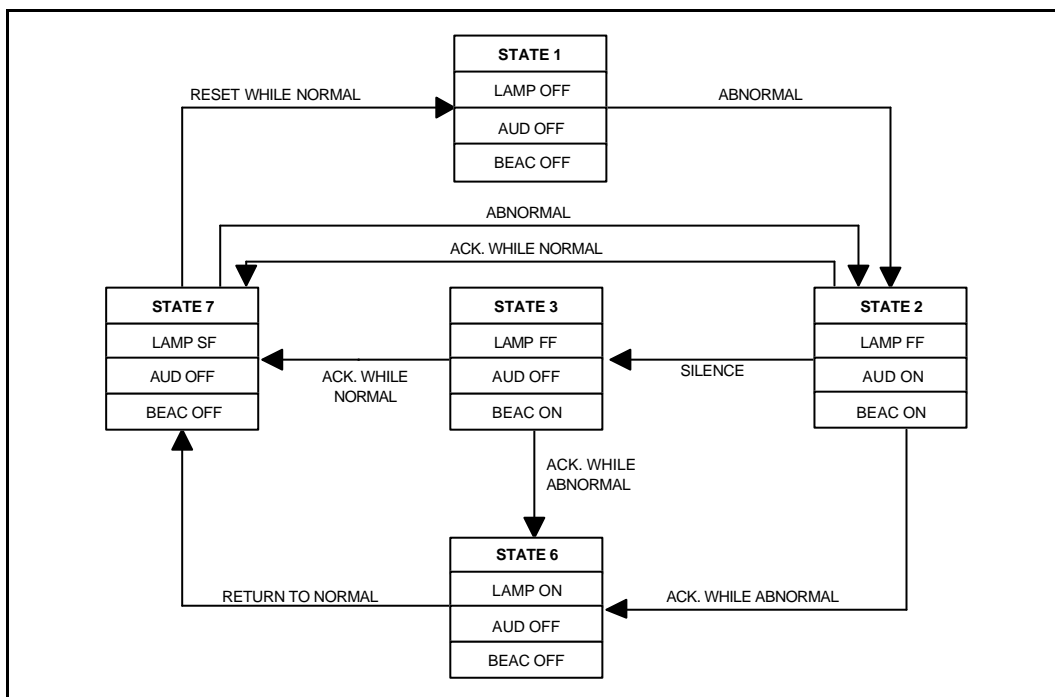 STATE 1
LAMP OFF
AUD OFF
BEAC OFF
RESET WHILE NORMAL
ABNORMAL
ABNORMAL
ACK. WHILE NORMAL
STATE 7
LAMP SF
AUD OFF
BEAC OFF
ACK. WHILE
NORMAL
STATE 3
LAMP FF
AUD OFF
BEAC ON
SILENCE
STATE 2
LAMP FF
AUD ON
BEAC ON
ACK. WHILE
ABNORMAL
STATE 6
LAMP ON
AUD OFF
BEAC OFF
RETURN TO NORMAL
ACK. WHILE ABNORMAL